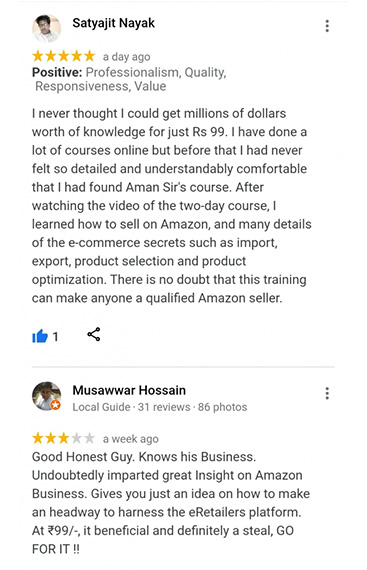 Satyajit Nayak
a day ago
Positive: Professionalism, Quality,
Responsiveness, Value
I never thought I could get millions of dollars
worth of knowledge for just Rs 99. I have done a
lot of courses online but before that I had never
felt so detailed and understandably comfortable
that I had found Aman Sir's course. After
watching the video of the two-day course, I
learned how to sell on Amazon, and many details
of the e-commerce secrets such as import,
export, product selection and product
optimization. There is no doubt that this training
can make anyone a qualified Amazon seller.
1
Musawwar Hossain
Local Guide · 31 reviews · 86 photos
a week ago
Good Honest Guy. Knows his Business.
Undoubtedly imparted great Insight on Amazon
Business. Gives you just an idea on how to make
an headway to harness the eRetailers platform.
At ₹99/-, it beneficial and definitely a steal, GO
FOR IT !!